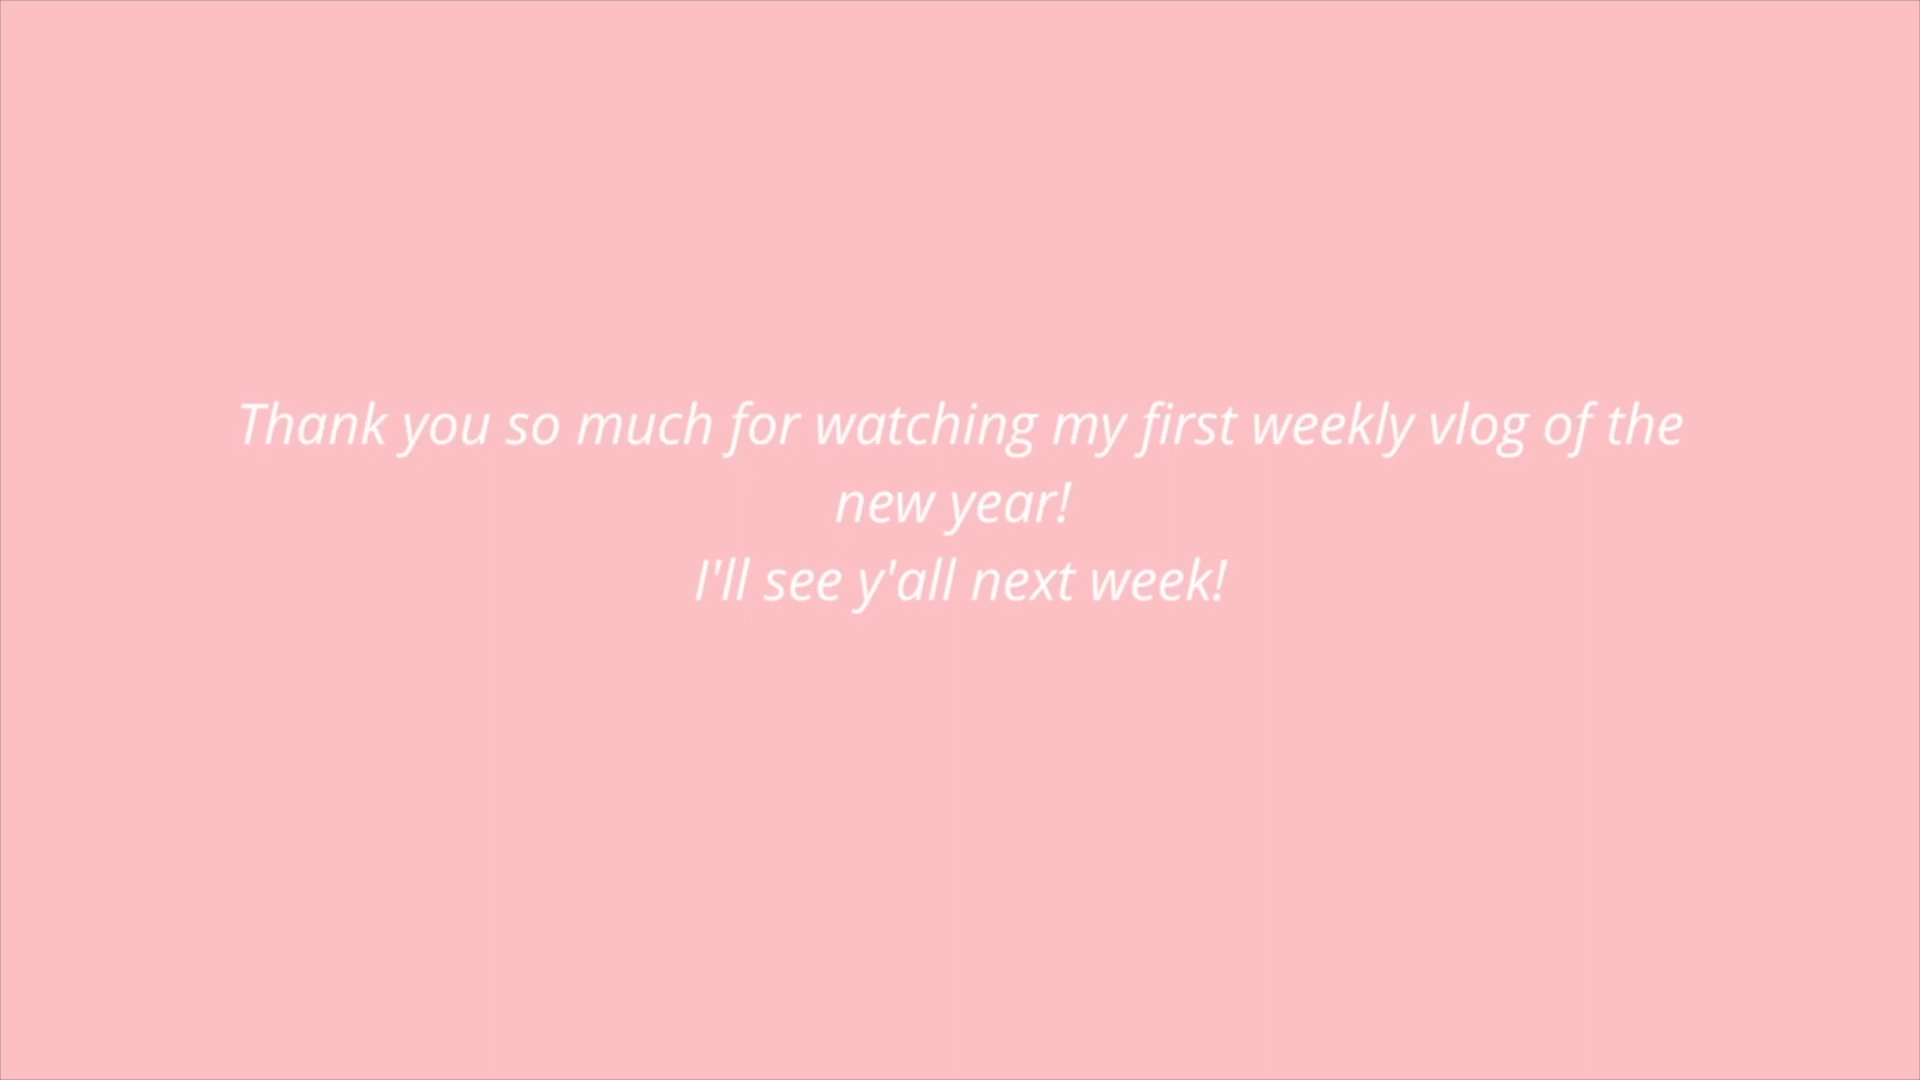 Thank you so much for watching my first weekly vlog of the
new year!
I'll see y'all next week!